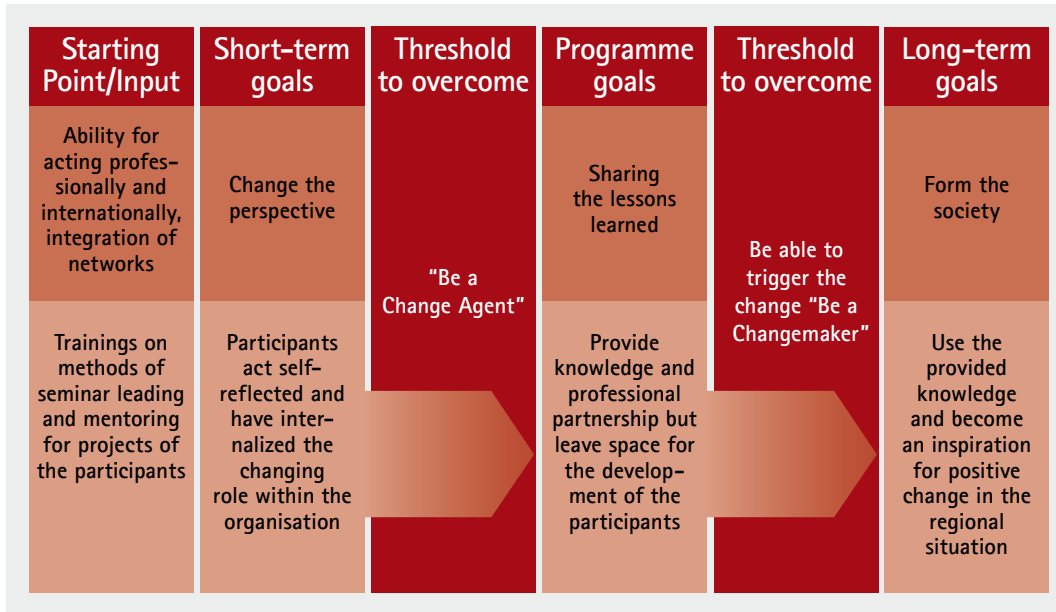 Starting
Point/Input
Short-term
goals
Threshold
to overcome
Programme
goals
Threshold
to overcome
Long-term
goals
Ability for
acting profes-
sionally and
internationally,
integration of
networks
Change the
perspective
Sharing
the lessons
learned
Form the
society
"Be a
Change Agent"
Be able to
trigger the
change "Be a
Changemaker"
Trainings on
methods of
seminar leading
and mentoring
for projects of
the participants
Participants
act self-
reflected and
have inter-
nalized the
changing
role within the
organisation
Provide
knowledge and
professional
partnership but
leave space for
the develop-
ment of the
participants
Use the
provided
knowledge
and become
an inspiration
for positive
change in the
regional
situation